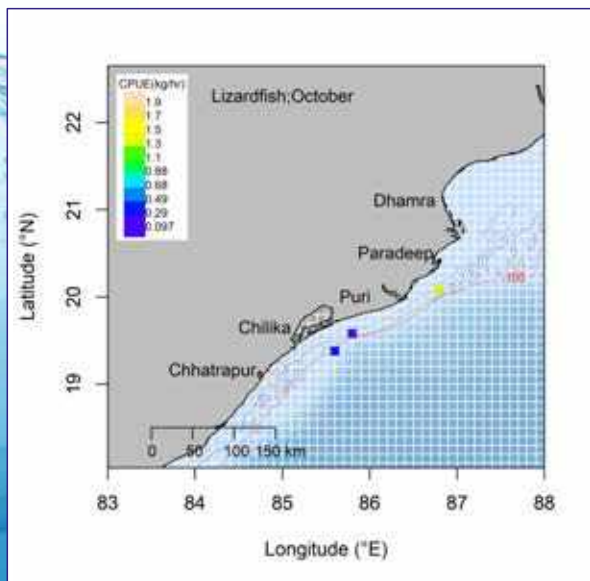 CPUE(kg/hr)
1.9
1.7
1.5
1.3
1.1
0.88
0.68
0.49
0.29
0.097
Lizardfish;October
Dhamra
Paradeep
100
Puri
Chilika
Chhatrapur
0 50 100 150 km
22
21
20
19
Latitude (°N)
83 84 85 86 87 88
Longitude (°E)